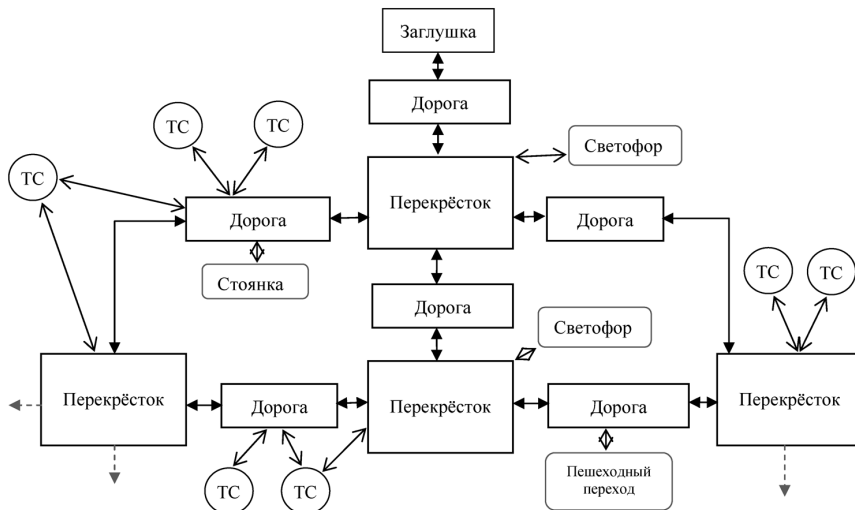 Заглушка
Дорога
ТС
ТС
Светофор
ТС
Перекрёсток
Дорога
Дорога
Стоянка
ТС
ТС
Дорога
Светофор
Перекрёсток
Дорога
Перекрёсток
Дорога
Перекрёсток
Пешеходный
переход
ТС
ТС